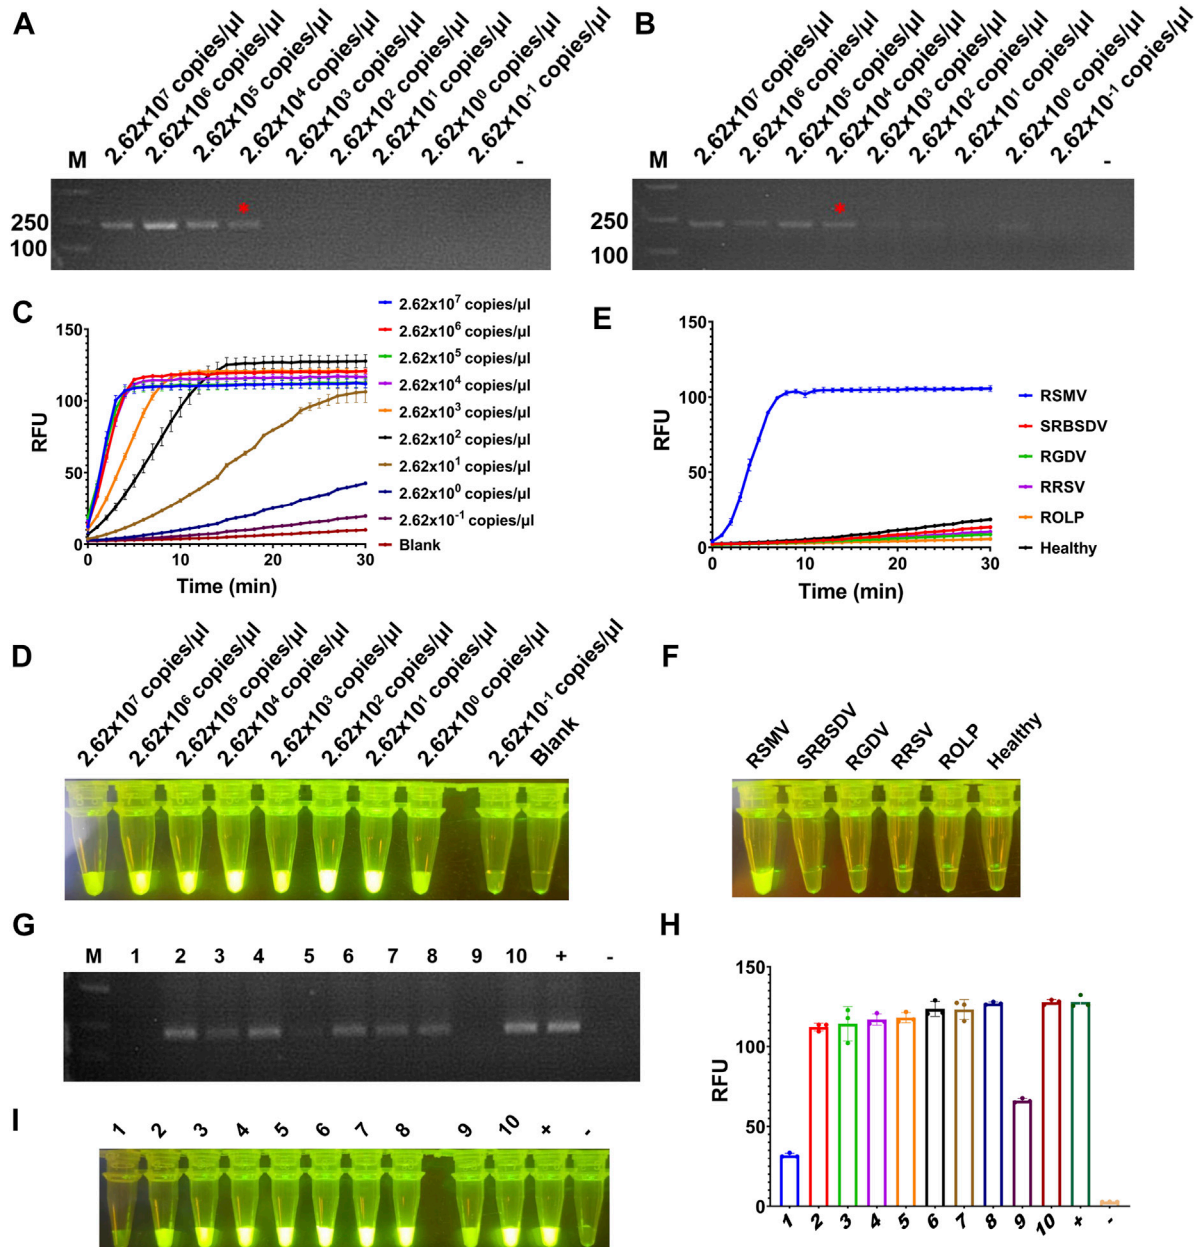 A
2.62x10⁷ copies/µl
2.62x10⁶ copies/µl
2.62x10⁵ copies/µl
2.62x10⁴ copies/µl
2.62x10³ copies/µl
2.62x10² copies/µl
2.62x10¹ copies/µl
2.62x10⁰ copies/µl
2.62x10⁻¹ copies/µl
M
-
250
100
B
2.62x10⁷ copies/µl
2.62x10⁶ copies/µl
2.62x10⁵ copies/µl
2.62x10⁴ copies/µl
2.62x10³ copies/µl
2.62x10² copies/µl
2.62x10¹ copies/µl
2.62x10⁰ copies/µl
2.62x10⁻¹ copies/µl
M
-
250
100
C
150
100
50
0
RFU
0 10 20 30
Time (min)
2.62x10⁷ copies/µl
2.62x10⁶ copies/µl
2.62x10⁵ copies/µl
2.62x10⁴ copies/µl
2.62x10³ copies/µl
2.62x10² copies/µl
2.62x10¹ copies/µl
2.62x10⁰ copies/µl
2.62x10⁻¹ copies/µl
Blank
E
150
100
50
0
RFU
0 10 20 30
Time (min)
RSMV
SRBSDV
RGDV
RRSV
ROLP
Healthy
D
2.62x10⁷ copies/µl
2.62x10⁶ copies/µl
2.62x10⁵ copies/µl
2.62x10⁴ copies/µl
2.62x10³ copies/µl
2.62x10² copies/µl
2.62x10¹ copies/µl
2.62x10⁰ copies/µl
2.62x10⁻¹ copies/µl
Blank
F
RSMV
SRBSDV
RGDV
RRSV
ROLP
Healthy
G
M 1 2 3 4 5 6 7 8 9 10 + -
H
150
100
50
0
RFU
1 2 3 4 5 6 7 8 9 10 + -
I
1 2 3 4 5 6 7 8 9 10 + -